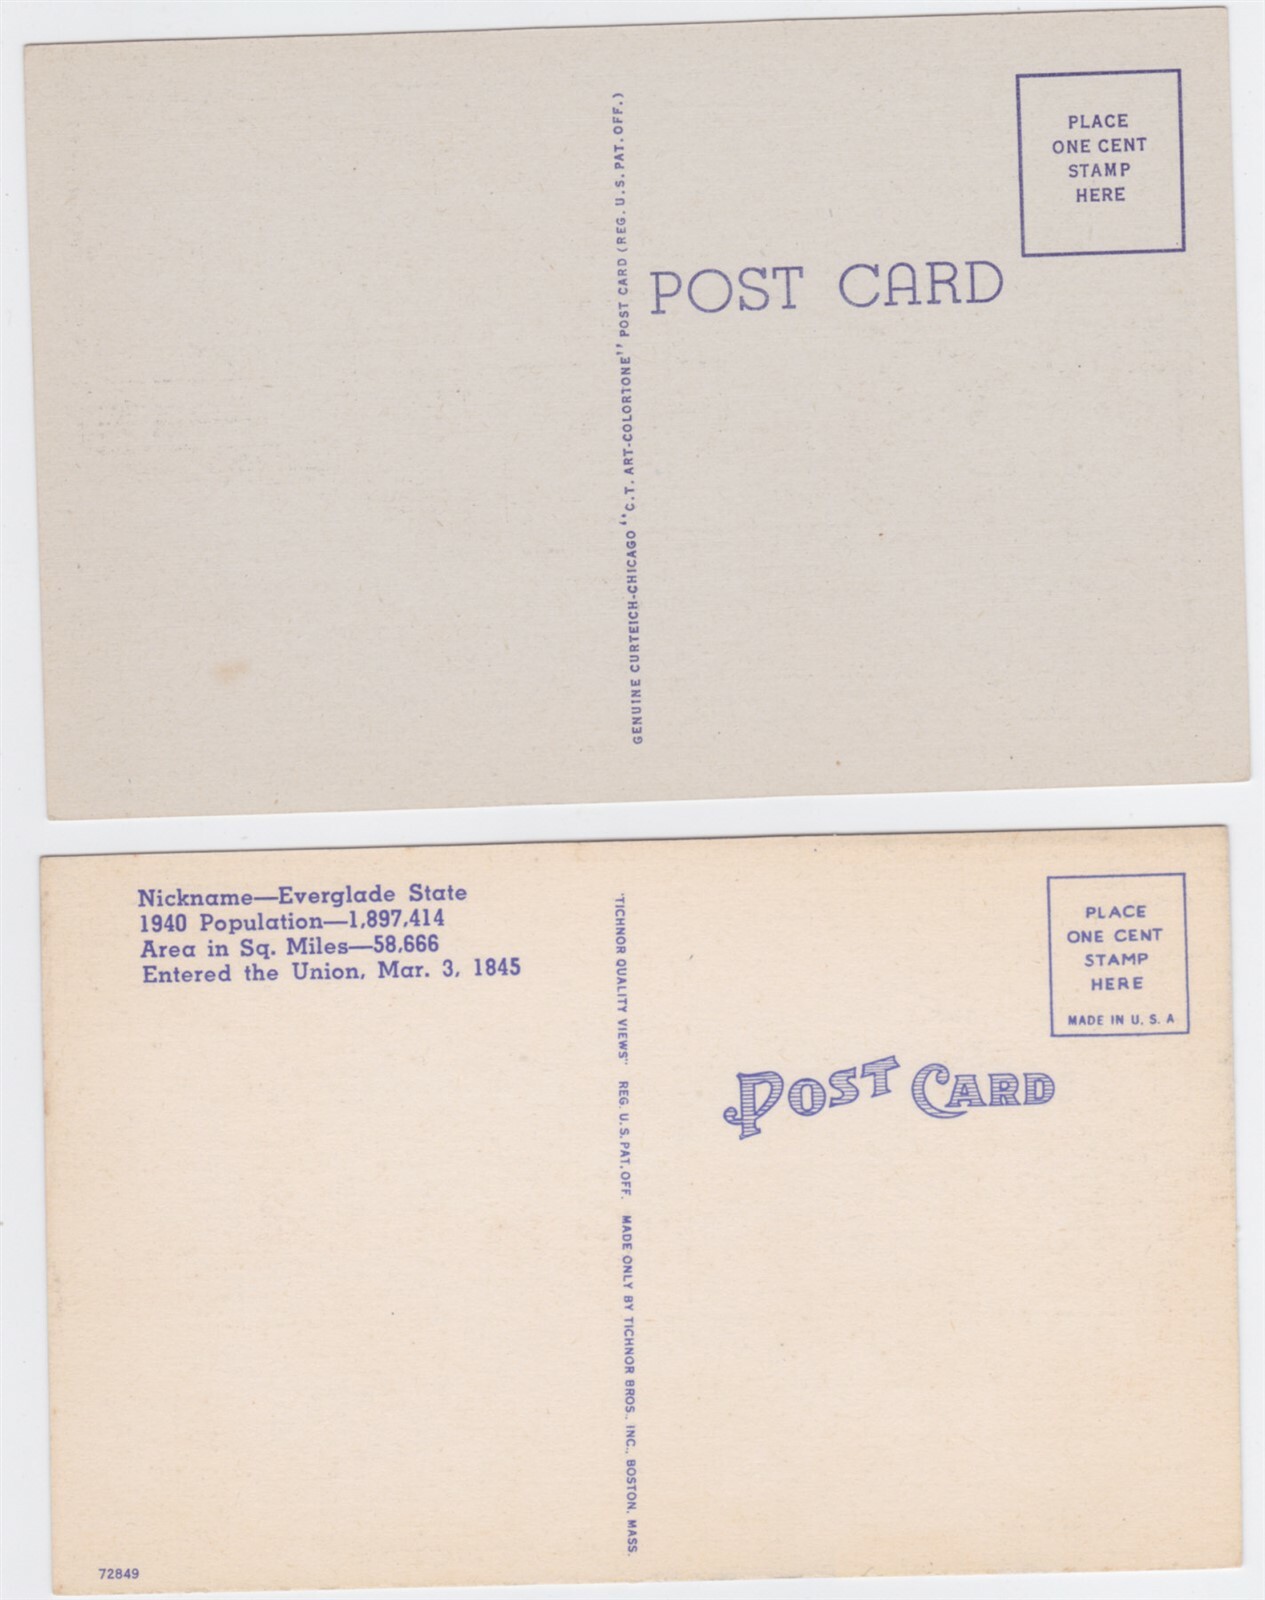 PLACE
ONE CENT
STAMP
HERE
POST CARD
GENUINE CURTEICH-CHICAGO "C.T. ART-COLORTONE" POST CARD (REG. U.S. PAT. OFF.)
Nickname—Everglade State
1940 Population—1,897,414
Area in Sq. Miles—58,666
Entered the Union, Mar. 3, 1845
"TICHNOR QUALITY VIEWS" REG. U.S. PAT. OFF. MADE ONLY BY TICHNOR BROS., INC., BOSTON, MASS.
PLACE
ONE CENT
STAMP
HERE
MADE IN U. S. A
POST CARD
72849